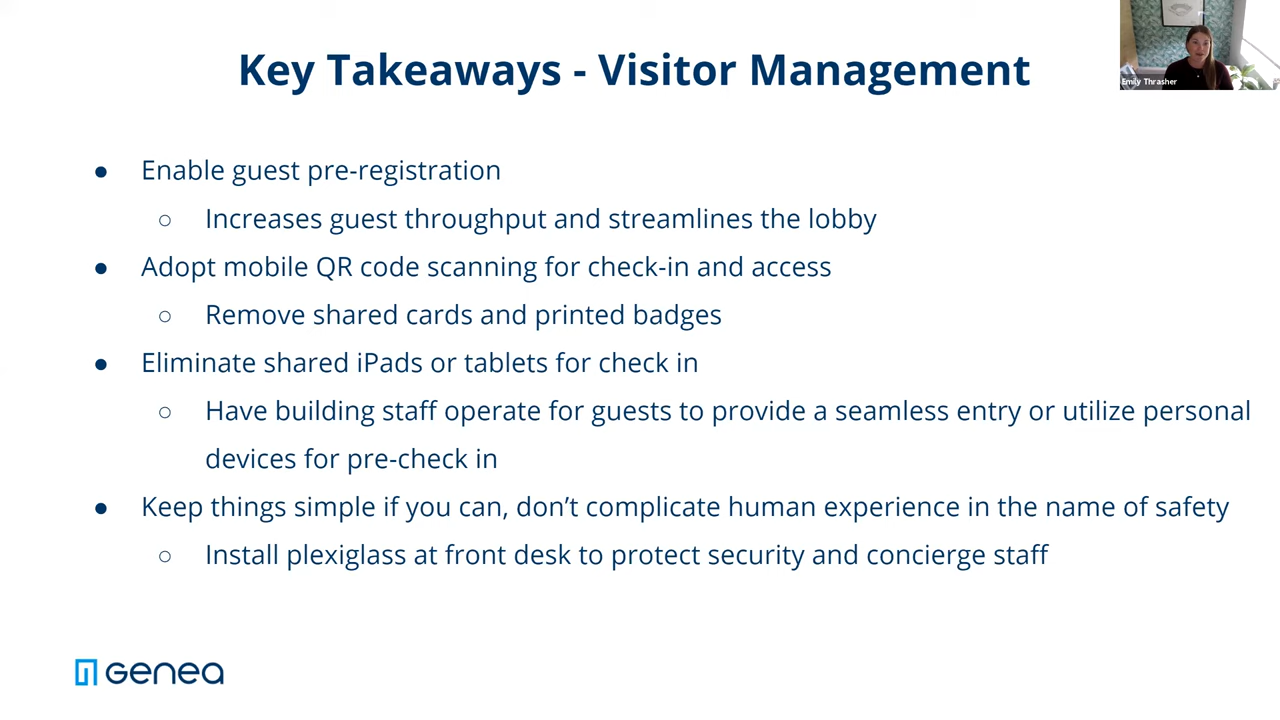 Key Takeaways - Visitor Management
Emily Thrasher
● Enable guest pre-registration
○ Increases guest throughput and streamlines the lobby
● Adopt mobile QR code scanning for check-in and access
○ Remove shared cards and printed badges
● Eliminate shared iPads or tablets for check in
○ Have building staff operate for guests to provide a seamless entry or utilize personal
devices for pre-check in
● Keep things simple if you can, don’t complicate human experience in the name of safety
○ Install plexiglass at front desk to protect security and concierge staff
Genea